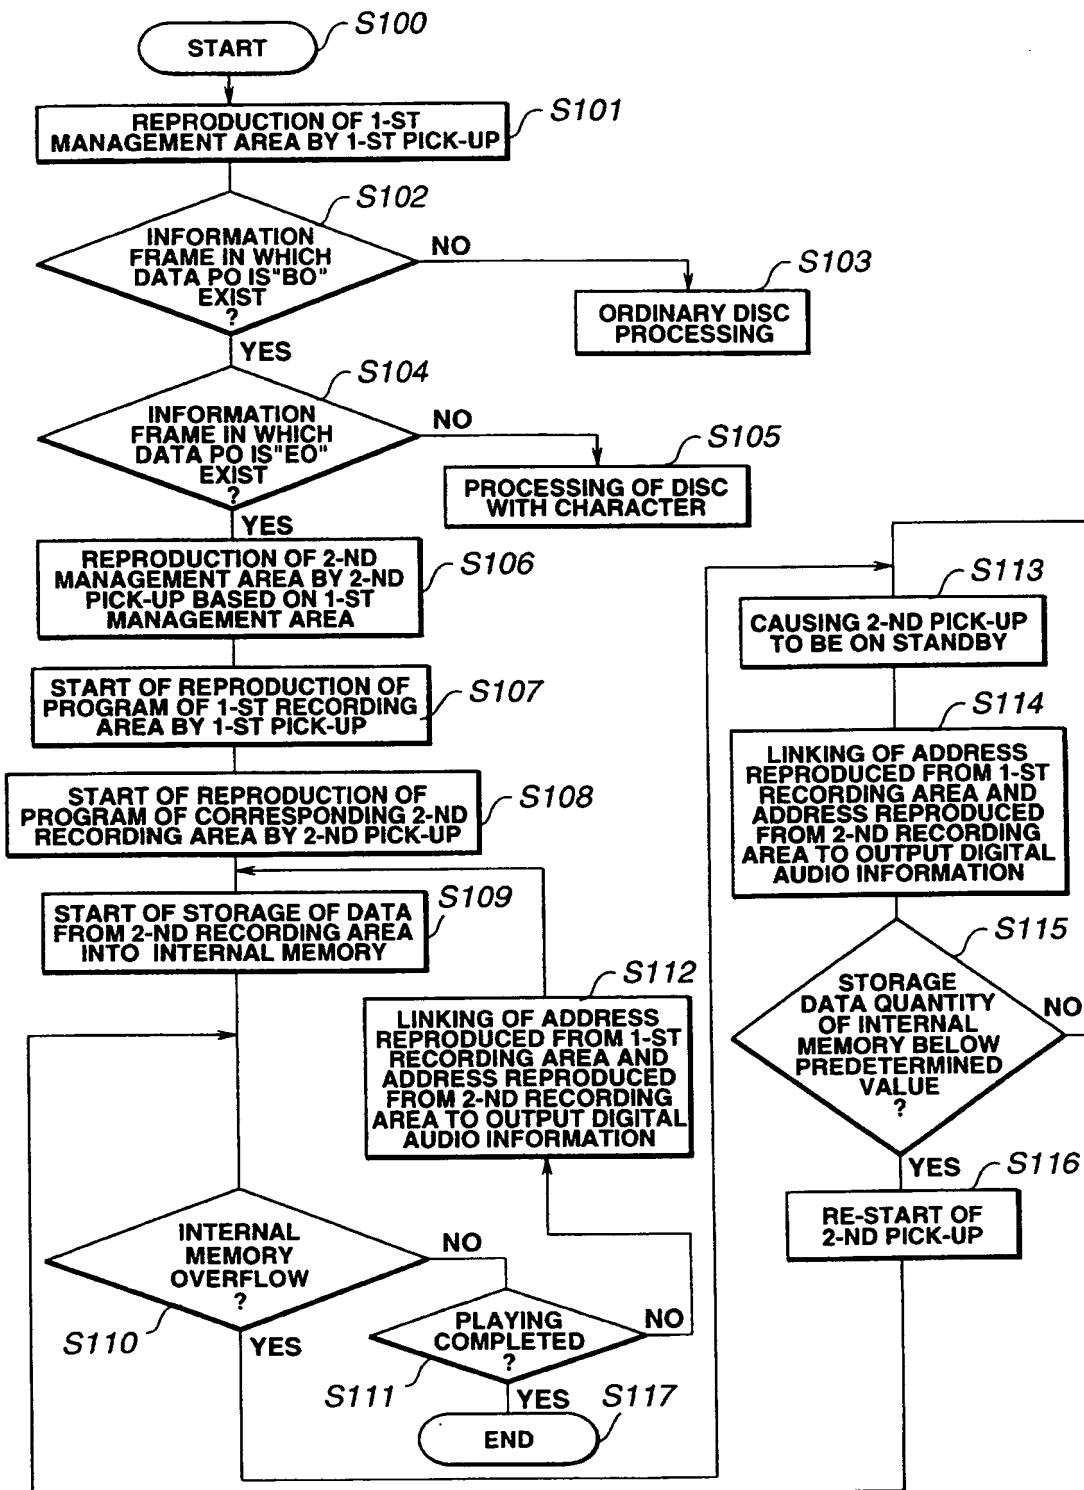 S100
START
S101
REPRODUCTION OF 1-ST
MANAGEMENT AREA BY 1-ST PICK-UP
S102
INFORMATION
FRAME IN WHICH
DATA PO IS"BO"
EXIST
?
NO
YES
S103
ORDINARY DISC
PROCESSING
S104
INFORMATION
FRAME IN WHICH
DATA PO IS"EO"
EXIST
?
NO
YES
S105
PROCESSING OF DISC
WITH CHARACTER
S106
REPRODUCTION OF 2-ND
MANAGEMENT AREA BY 2-ND
PICK-UP BASED ON 1-ST
MANAGEMENT AREA
S107
START OF REPRODUCTION OF
PROGRAM OF 1-ST RECORDING
AREA BY 1-ST PICK-UP
S108
START OF REPRODUCTION OF
PROGRAM OF CORRESPONDING 2-ND
RECORDING AREA BY 2-ND PICK-UP
S109
START OF STORAGE OF DATA
FROM 2-ND RECORDING AREA
INTO INTERNAL MEMORY
S110
INTERNAL
MEMORY
OVERFLOW
?
NO
YES
S111
PLAYING
COMPLETED
?
NO
YES
S112
LINKING OF ADDRESS
REPRODUCED FROM 1-ST
RECORDING AREA AND
ADDRESS REPRODUCED
FROM 2-ND RECORDING
AREA TO OUTPUT DIGITAL
AUDIO INFORMATION
S117
END
S113
CAUSING 2-ND PICK-UP
TO BE ON STANDBY
S114
LINKING OF ADDRESS
REPRODUCED FROM 1-ST
RECORDING AREA AND
ADDRESS REPRODUCED
FROM 2-ND RECORDING
AREA TO OUTPUT DIGITAL
AUDIO INFORMATION
S115
STORAGE
DATA QUANTITY
OF INTERNAL
MEMORY BELOW
PREDETERMINED
VALUE
?
NO
YES
S116
RE-START OF
2-ND PICK-UP